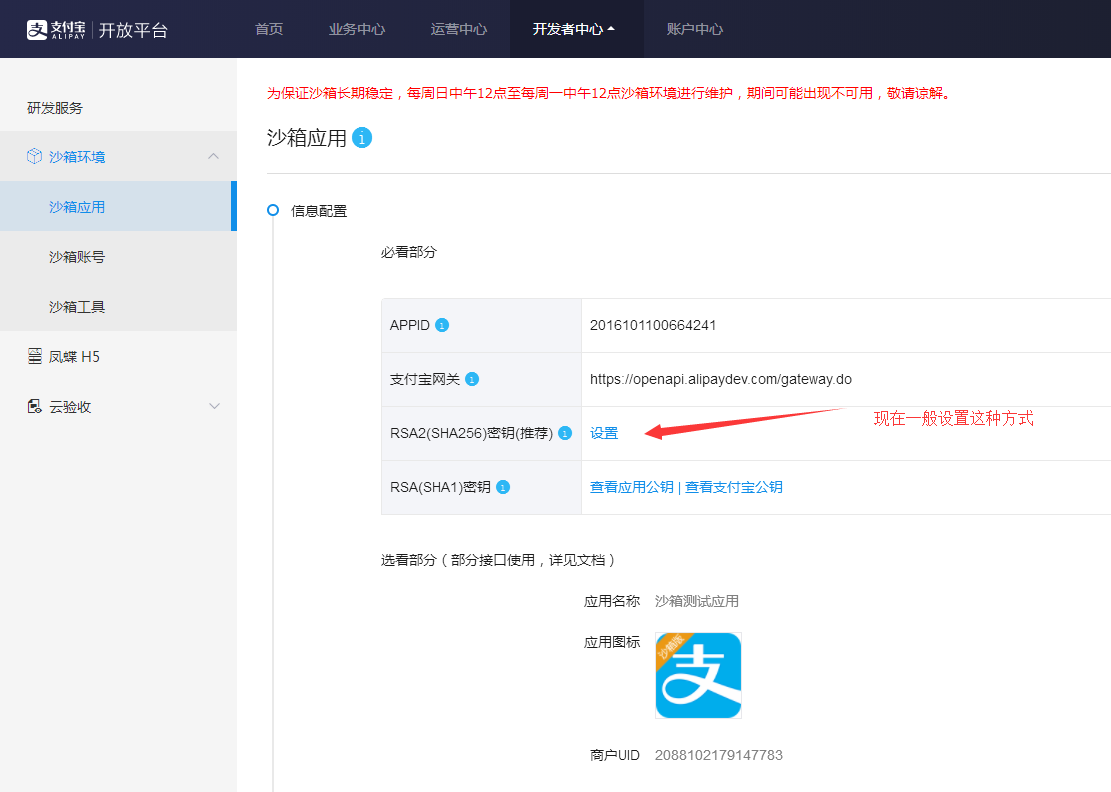 支付宝 ALIPAY 开放平台 首页 业务中心 运营中心 开发者中心 账户中心
研发服务
沙箱环境
沙箱应用
沙箱账号
沙箱工具
凤蝶 H5
云验收
为保证沙箱长期稳定，每周日中午12点至每周一中午12点沙箱环境进行维护，期间可能出现不可用，敬请谅解。
沙箱应用
信息配置
必看部分
APPID 2016101100664241
支付宝网关 https://openapi.alipaydev.com/gateway.do
RSA2(SHA256)密钥(推荐) 设置 现在一般设置这种方式
RSA(SHA1)密钥 查看应用公钥 | 查看支付宝公钥
选看部分（部分接口使用，详见文档）
应用名称 沙箱测试应用
应用图标
沙箱版
支
商户UID 2088102179147783